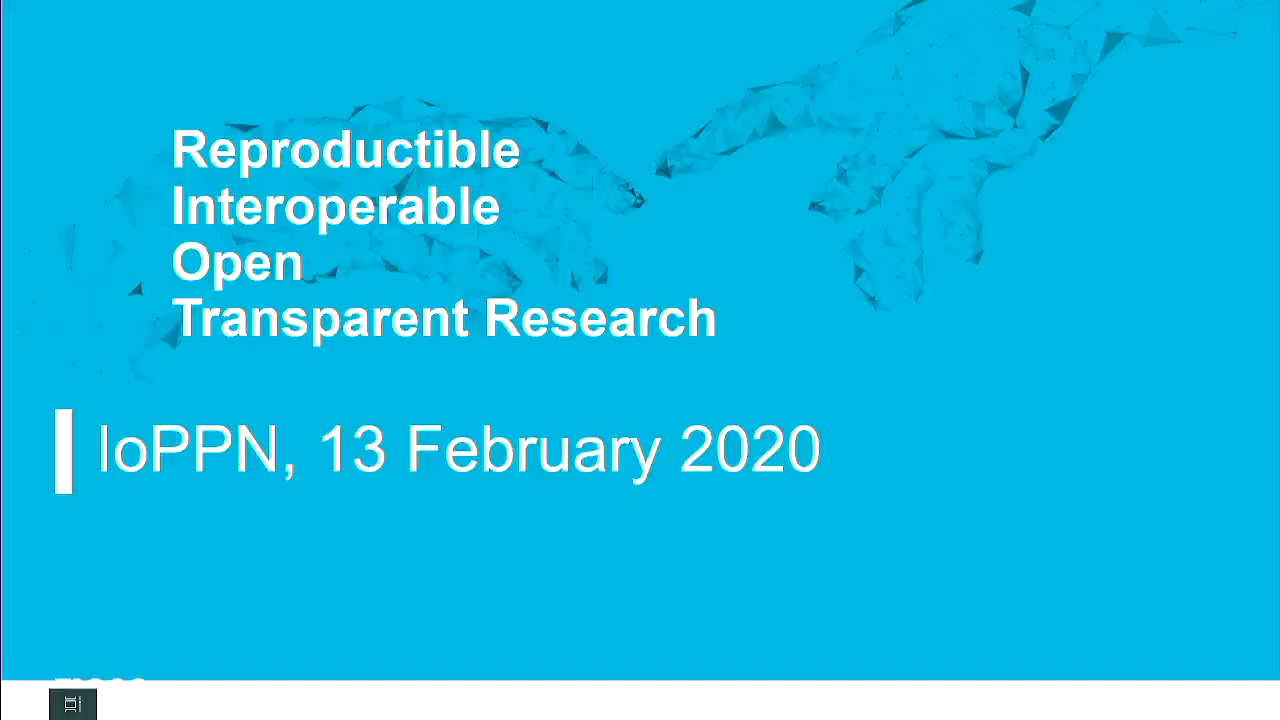 Reproductible
Interoperable
Open
Transparent Research
IoPPN, 13 February 2020